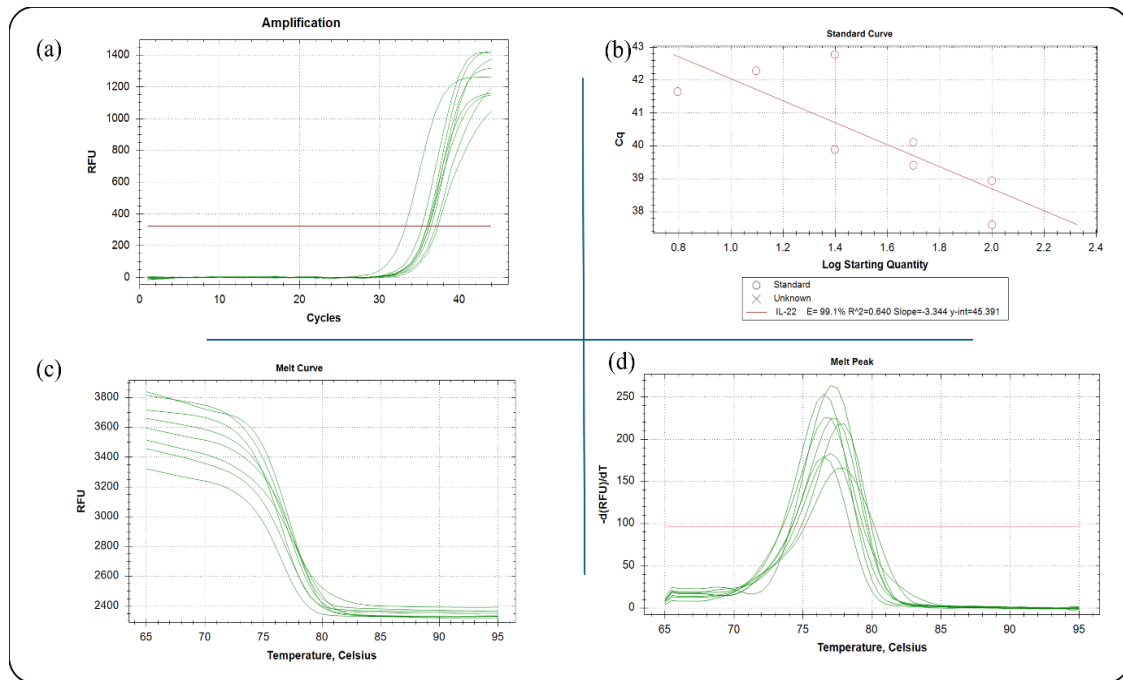 (a)
Amplification
1400
1200
1000
800
600
400
200
0
RFU
0 10 20 30 40
Cycles
(b)
Standard Curve
43
42
41
40
39
38
Cq
0.8 1.0 1.2 1.4 1.6 1.8 2.0 2.2 2.4
Log Starting Quantity
Standard
Unknown
IL-22 E= 99.1% R^2=0.640 Slope=-3.344 y-int=45.391
(c)
Melt Curve
3800
3600
3400
3200
3000
2800
2600
2400
RFU
65 70 75 80 85 90 95
Temperature, Celsius
(d)
Melt Peak
250
200
150
100
50
0
-d(RFU)/dT
65 70 75 80 85 90 95
Temperature, Celsius